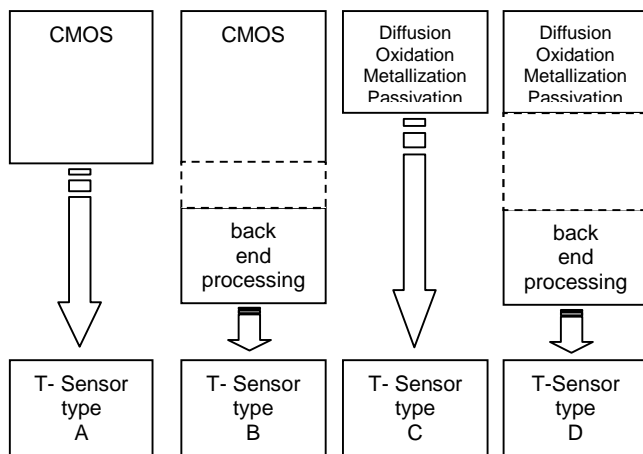 CMOS
CMOS
Diffusion
Oxidation
Metallization
Passivation
Diffusion
Oxidation
Metallization
Passivation
back
end
processing
back
end
processing
T- Sensor
type
A
T- Sensor
type
B
T- Sensor
type
C
T-Sensor
type
D